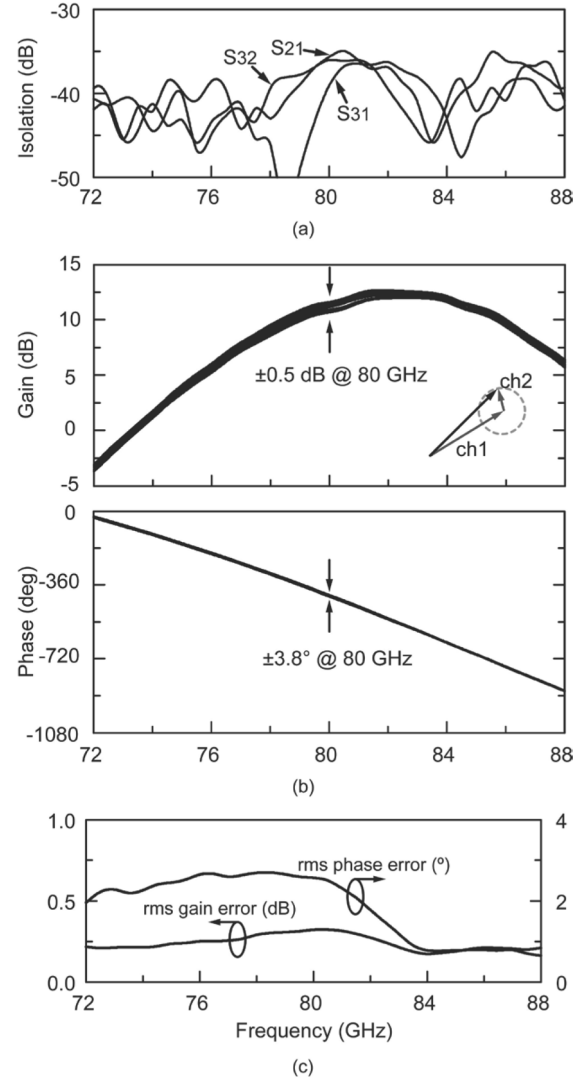 -30
-40
-50
Isolation (dB)
S32
S21
S31
72 76 80 84 88
(a)
15
10
5
0
-5
Gain (dB)
±0.5 dB @ 80 GHz
ch2
ch1
0
-360
-720
-1080
Phase (deg)
±3.8° @ 80 GHz
72 76 80 84 88
(b)
1.0
0.5
0.0
4
2
0
rms phase error (º)
rms gain error (dB)
72 76 80 84 88
Frequency (GHz)
(c)